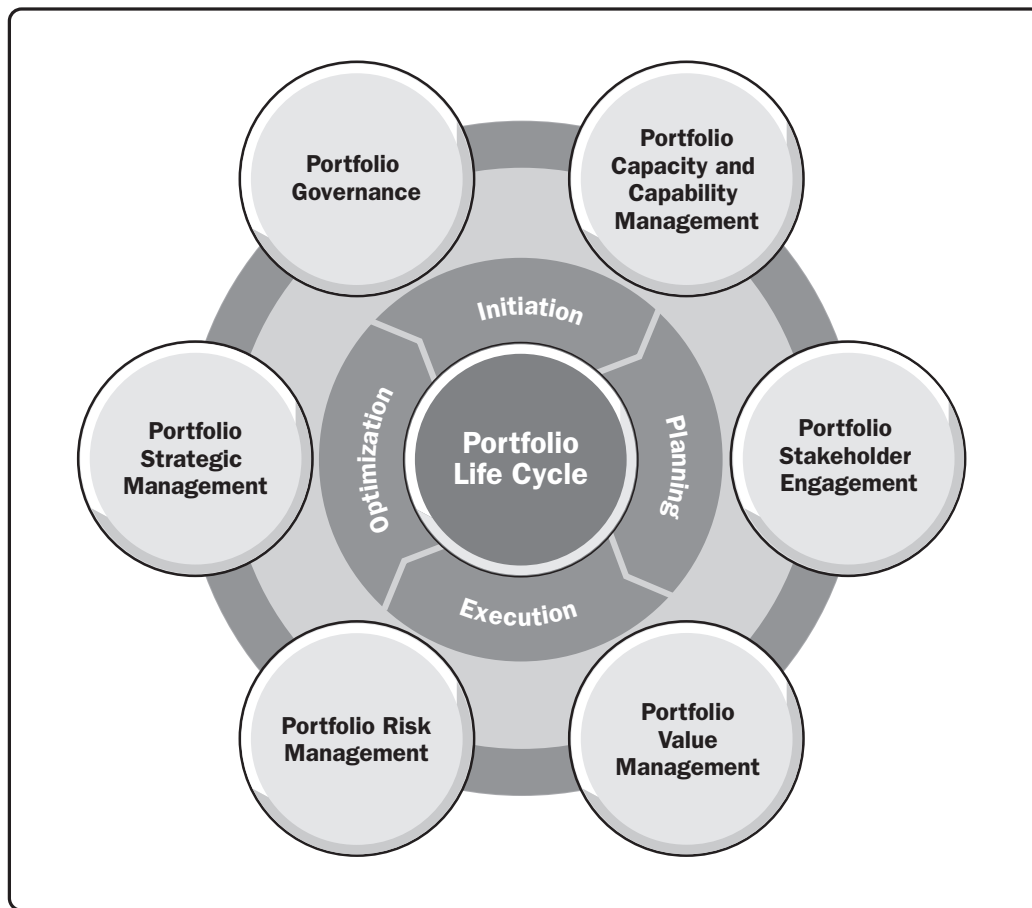 Portfolio
Governance
Portfolio
Capacity and
Capability
Management
Initiation
Portfolio
Strategic
Management
Optimization
Portfolio
Life Cycle
Planning
Portfolio
Stakeholder
Engagement
Execution
Portfolio Risk
Management
Portfolio
Value
Management